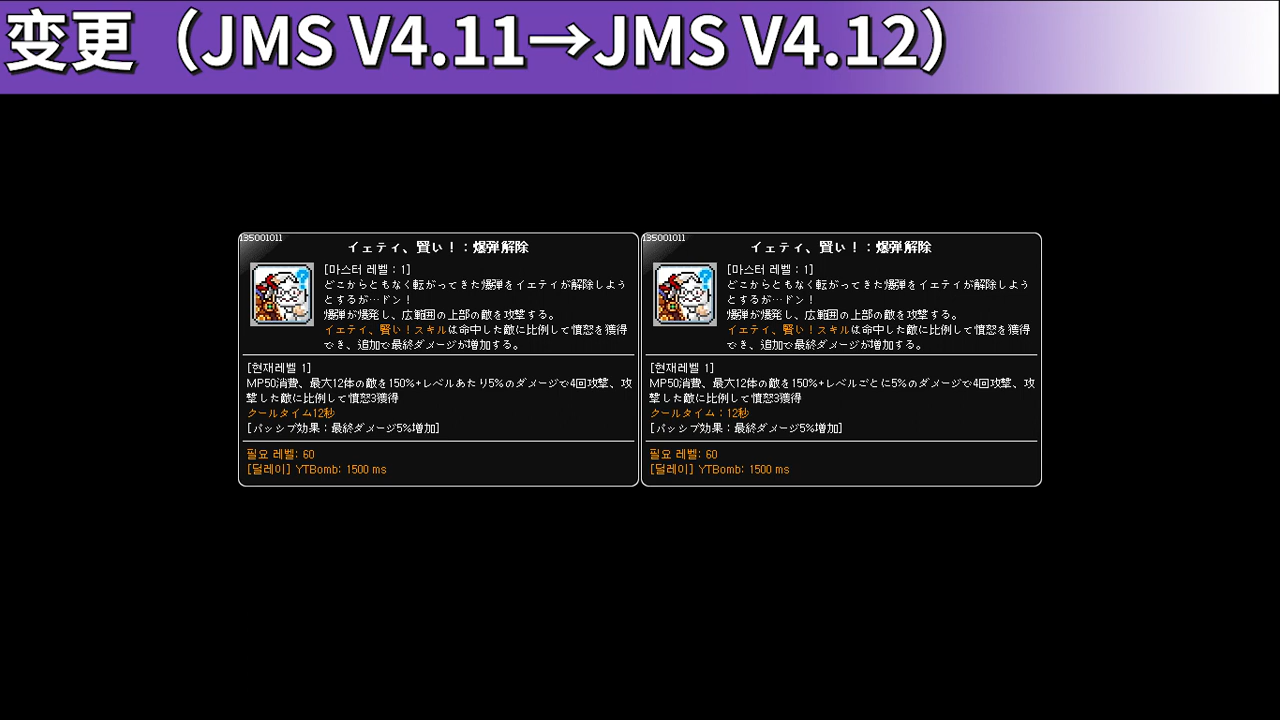 变更（JMS V4.11→JMS V4.12）
135001011
イェティ、賢い！：爆弾解除
[마스터 레벨 : 1]
どこからともなく転がってきた爆弾をイェティが解除しよう
とするが…ドン！
爆弾が爆発し、広範囲の上部の敵を攻撃する。
イェティ、賢い！スキルは命中した敵に比例して憤怒を獲得
でき、追加で最終ダメージが増加する。
[현재레벨 1]
MP50消費、最大12体の敵を150%+レベルあたり5%のダメージで4回攻撃、攻
撃した敵に比例して憤怒3獲得
クールタイム12秒
[パッシブ効果：最終ダメージ5%増加]
필요 레벨: 60
[딜레이] YTBomb: 1500 ms
135001011
イェティ、賢い！：爆弾解除
[마스터 레벨 : 1]
どこからともなく転がってきた爆弾をイェティが解除しよう
とするが…ドン！
爆弾が爆発し、広範囲の上部の敵を攻撃する。
イェティ、賢い！スキルは命中した敵に比例して憤怒を獲得
でき、追加で最終ダメージが増加する。
[현재레벨 1]
MP50消費、最大12体の敵を150%+レベルごとに5%のダメージで4回攻撃、攻
撃した敵に比例して憤怒3獲得
クールタイム：12秒
[パッシブ効果：最終ダメージ5%増加]
필요 레벨: 60
[딜레이] YTBomb: 1500 ms